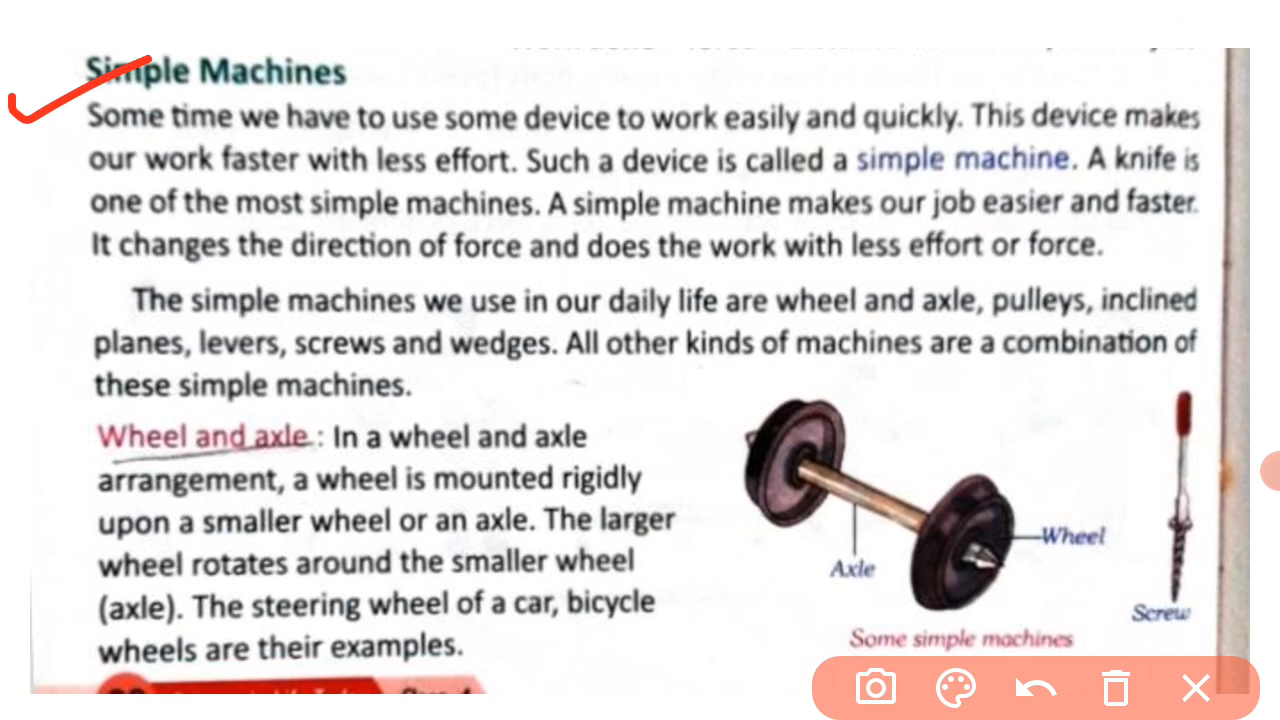 Simple Machines
Some time we have to use some device to work easily and quickly. This device makes
our work faster with less effort. Such a device is called a simple machine. A knife is
one of the most simple machines. A simple machine makes our job easier and faster.
It changes the direction of force and does the work with less effort or force.
The simple machines we use in our daily life are wheel and axle, pulleys, inclined
planes, levers, screws and wedges. All other kinds of machines are a combination of
these simple machines.
Wheel and axle : In a wheel and axle
arrangement, a wheel is mounted rigidly
upon a smaller wheel or an axle. The larger
wheel rotates around the smaller wheel
(axle). The steering wheel of a car, bicycle
wheels are their examples.
Wheel
Axle
Screw
Some simple machines